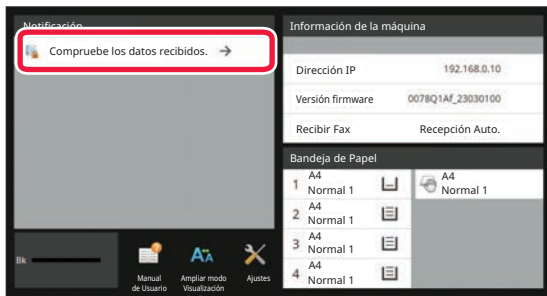 Notificación
Compruebe los datos recibidos.
Información de la máquina
Dirección IP 192.168.0.10
Versión firmware 0078Q1Af_23030100
Recibir Fax Recepción Auto.
Bandeja de Papel
1 A4
Normal 1
A4
Normal 1
2 A4
Normal 1
3 A4
Normal 1
4 A4
Normal 1
Bk
Manual
de Usuario
Ampliar modo
Visualización
Ajustes